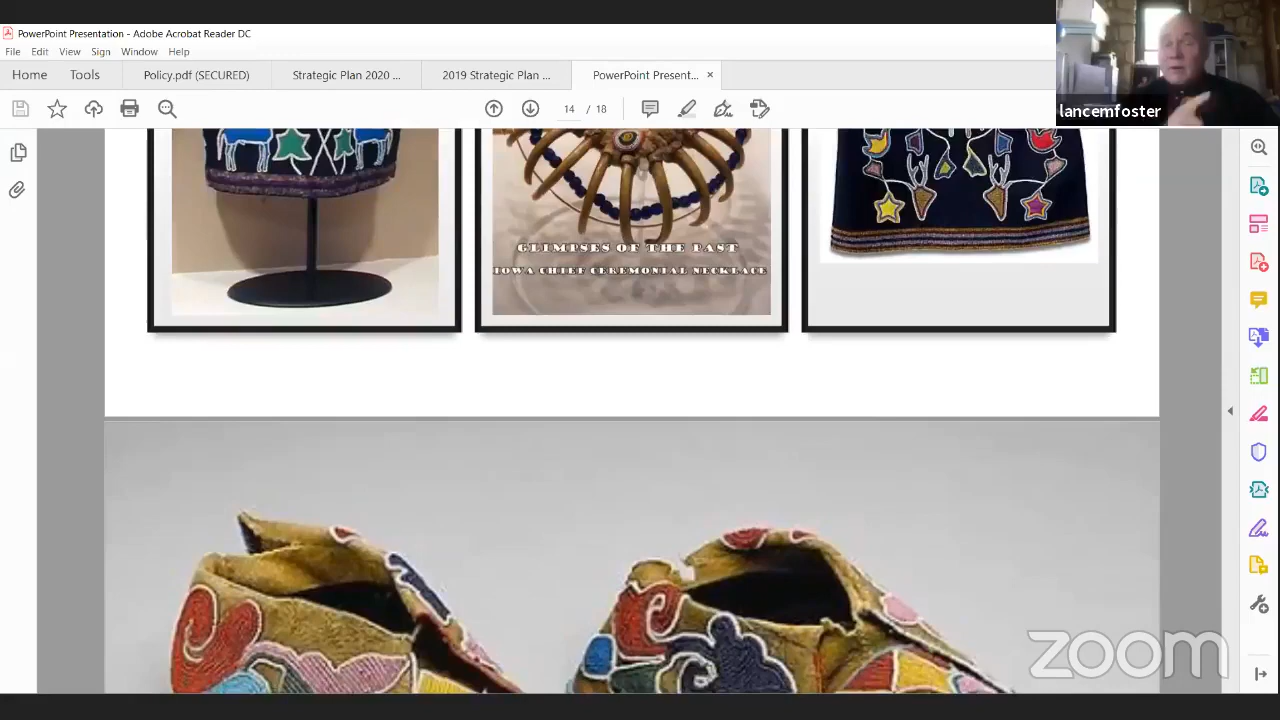 PowerPoint Presentation - Adobe Acrobat Reader DC
File Edit View Sign Window Help
Home Tools Policy.pdf (SECURED) Strategic Plan 2020 ... 2019 Strategic Plan ... PowerPoint Present... ×
14 / 18
lancemfoster
GLIMPSES OF THE PAST
IOWA CHIEF CEREMONIAL NECKLACE
zoom